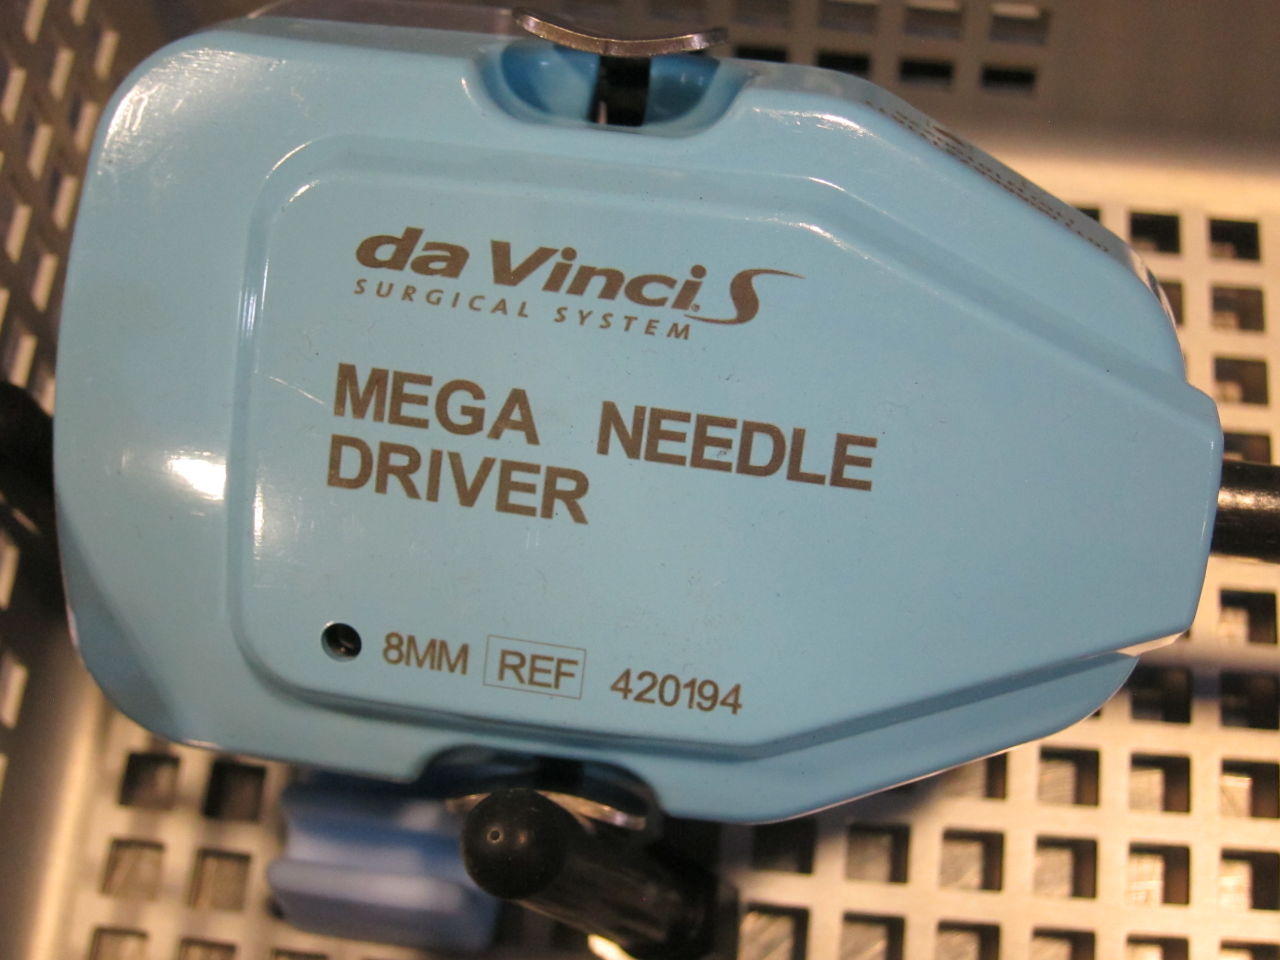 da Vinci® S
SURGICAL SYSTEM
MEGA NEEDLE
DRIVER
8MM REF 420194